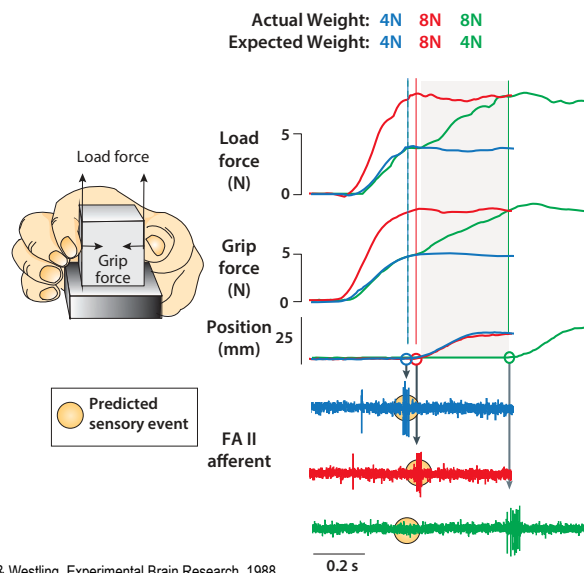 Actual Weight: 4N 8N 8N
Expected Weight: 4N 8N 4N
Load force
Grip
force
Load
force
(N)
5
0
Grip
force
(N)
5
0
Position
(mm)
25
Predicted
sensory event
FA II
afferent
0.2 s
& Westling, Experimental Brain Research, 1988